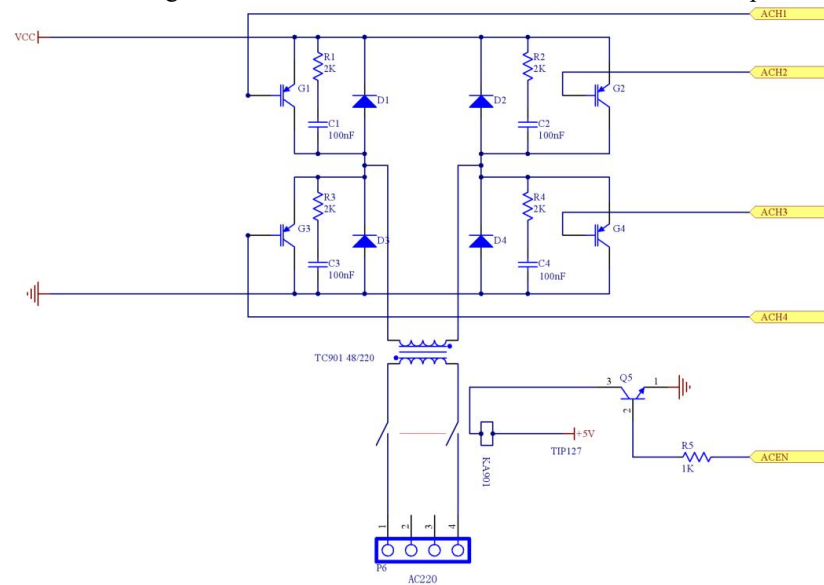 ACH1
VCC
R1
2K
G1
D1
C1
100nF
R2
2K
G2
D2
C2
100nF
ACH2
R3
2K
G3
D3
C3
100nF
R4
2K
G4
D4
C4
100nF
ACH3
ACH4
TC901 48/220
3
Q5
1
2
+5V
TIP127
KA901
R5
1K
ACEN
1
2
3
4
P6
AC220